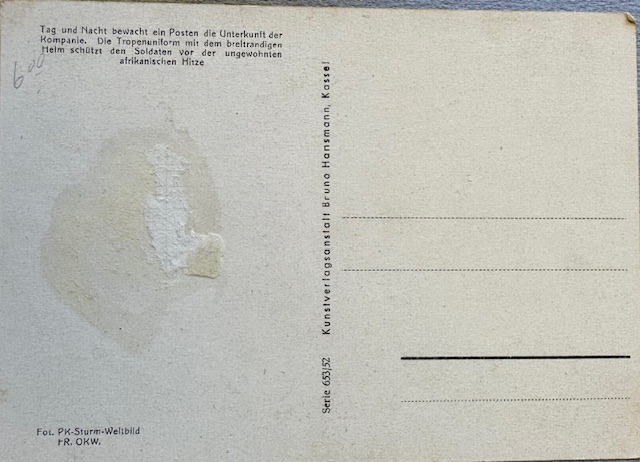 Tag und Nacht bewacht ein Posten die Unterkunft der
Kompanie. Die Tropenuniform mit dem breitrandigen
Helm schützt den Soldaten vor der ungewohnten
afrikanischen Hitze
600
Serie 653/52 Kunstverlagsanstalt Bruno Hansmann, Kassel
Fot. PK-Sturm-Weltbild
FR. OKW.